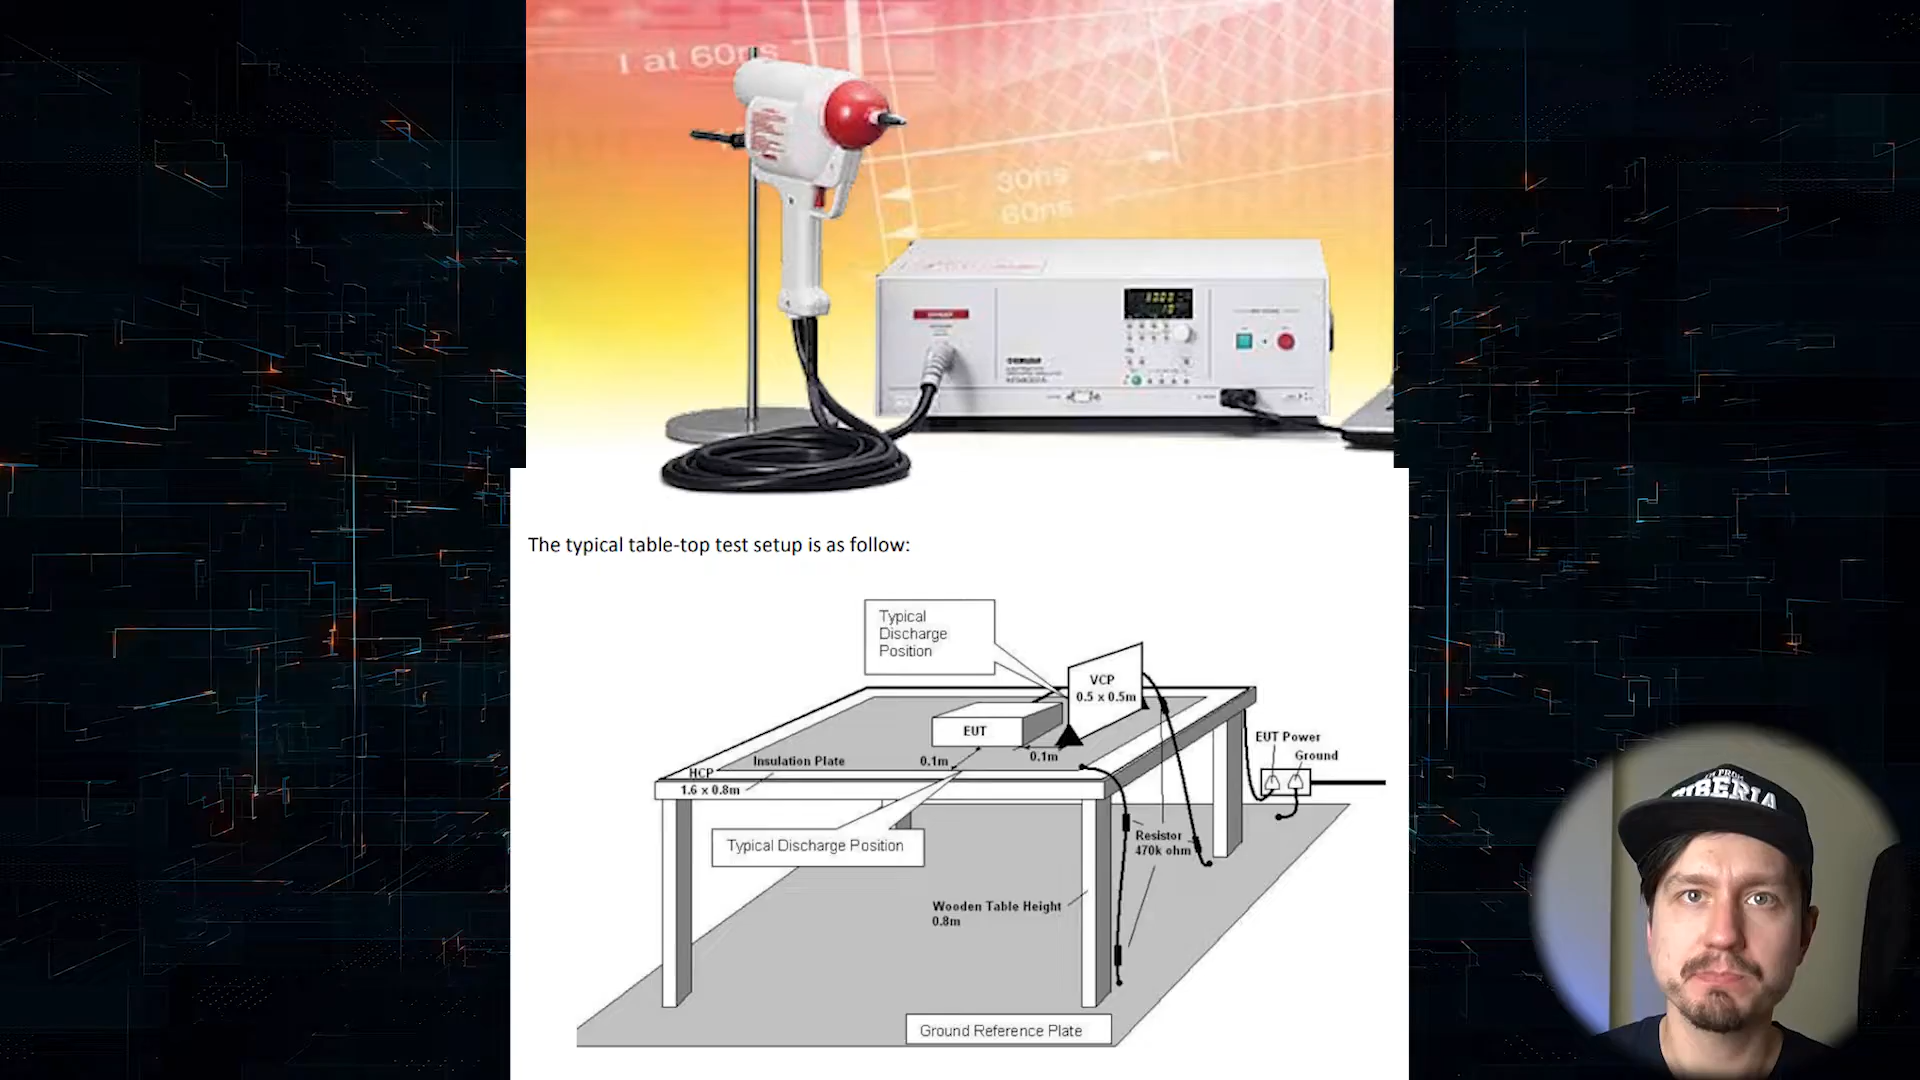 I at 60ns
30ns
60ns
The typical table-top test setup is as follow:
Typical
Discharge
Position
VCP
0.5 x 0.5m
EUT
EUT Power
Ground
0.1m
0.1m
Insulation Plate
HCP
1.6 x 0.8m
Typical Discharge Position
Resistor
470k ohm
Wooden Table Height
0.8m
Ground Reference Plate
FROM
SIBERIA